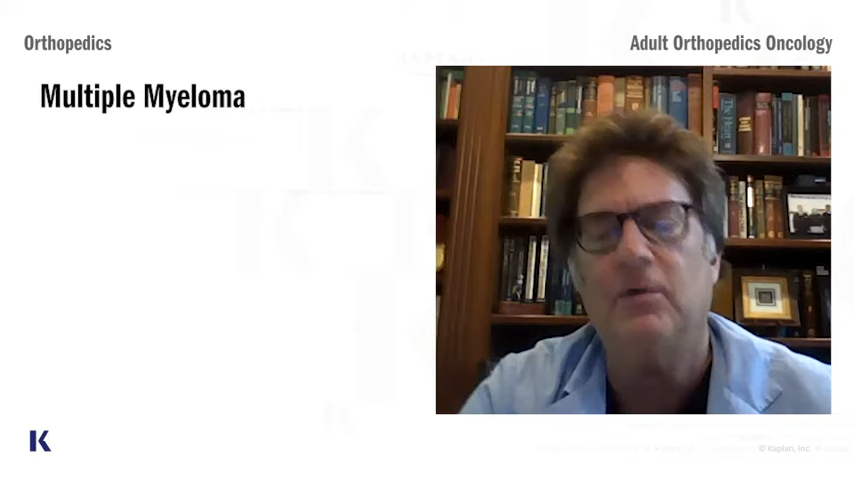 Orthopedics
Adult Orthopedics Oncology
Multiple Myeloma
© Kaplan, Inc.